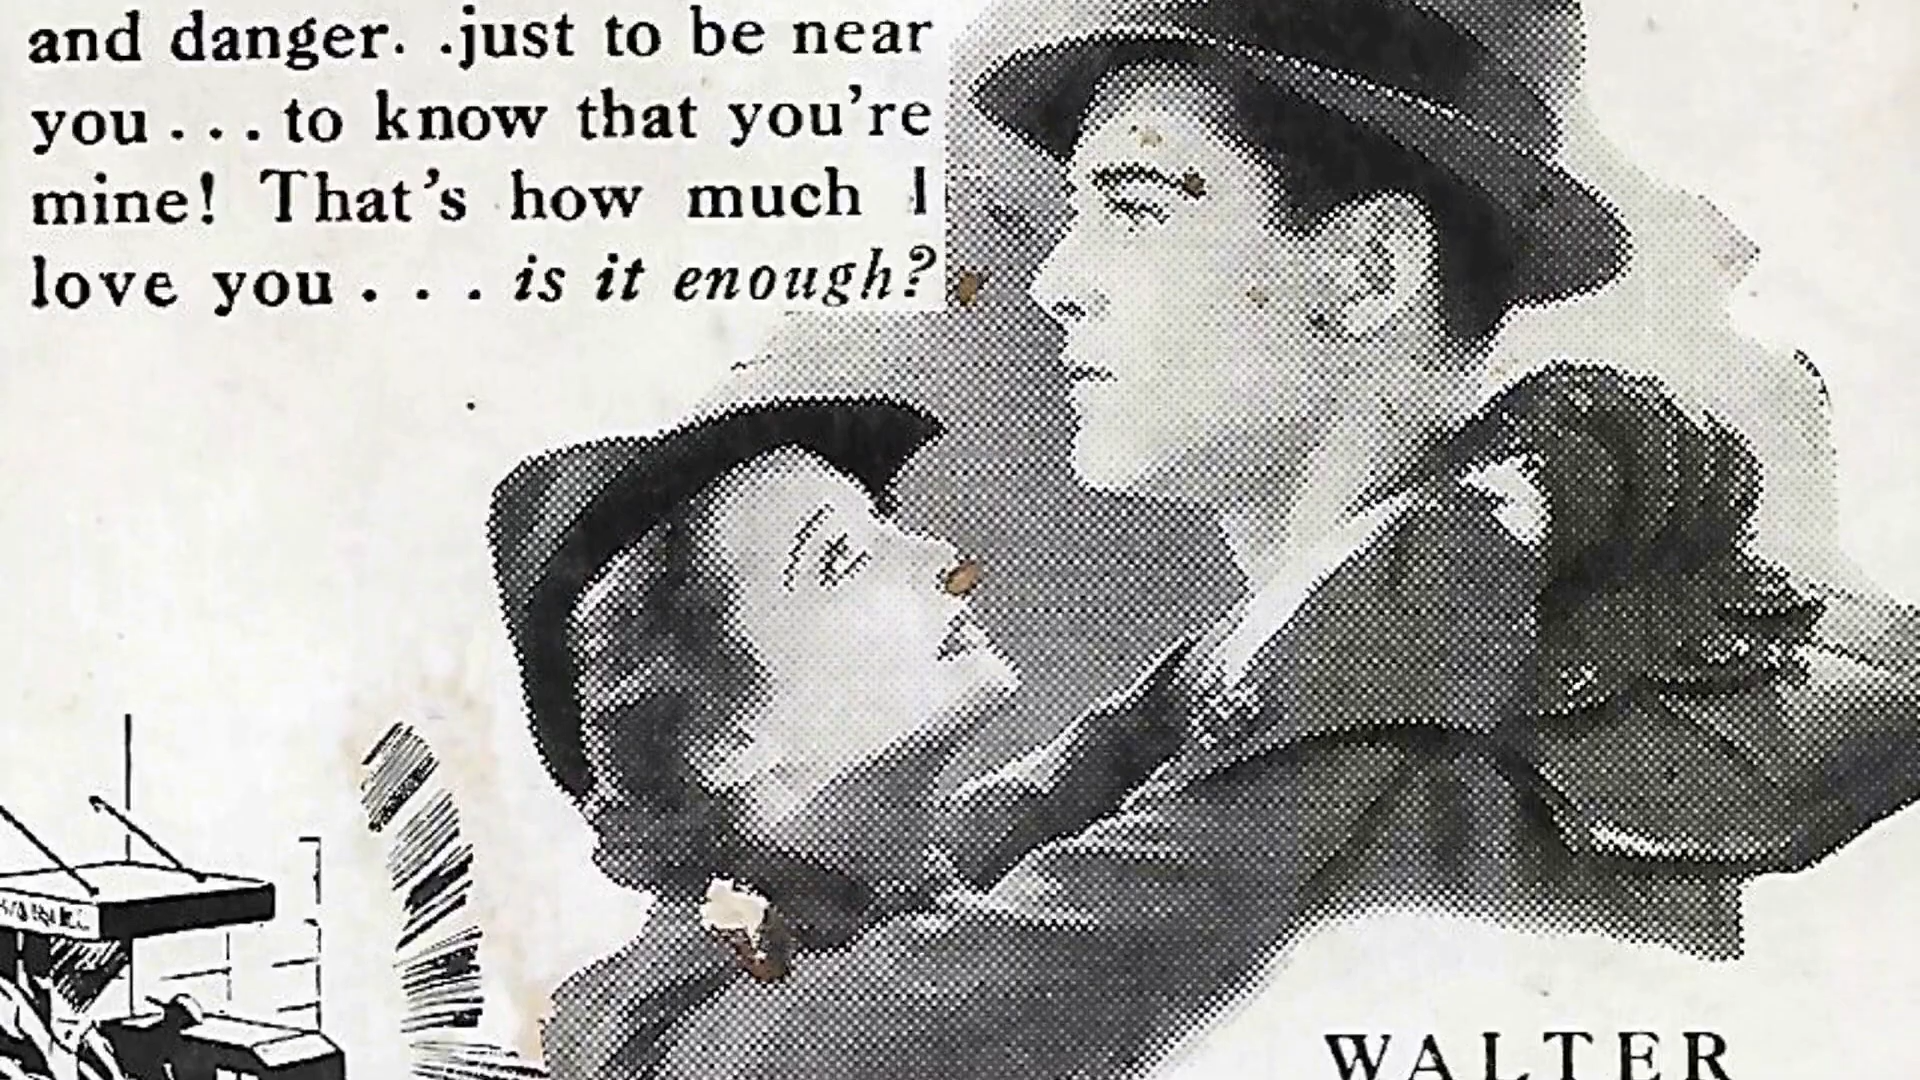 and danger. .just to be near
you . . . to know that you're
mine! That's how much I
love you . . . is it enough?
WALTER